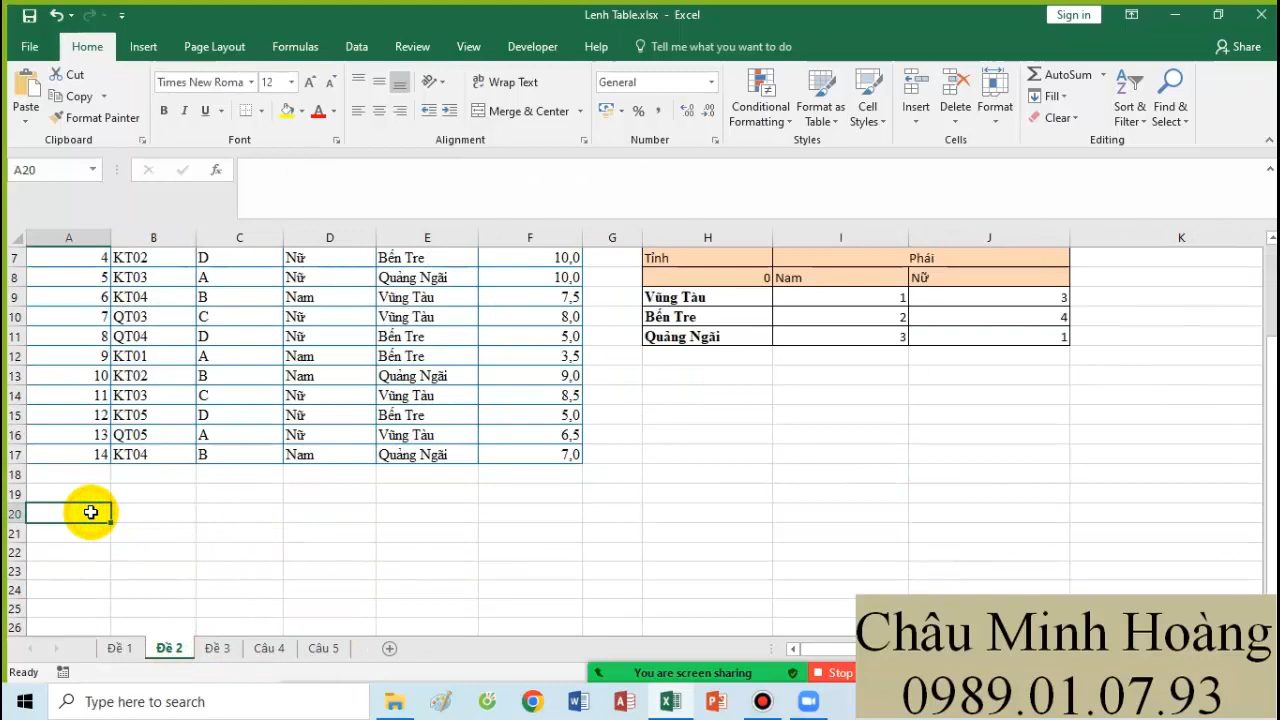 Lenh Table.xlsx - Excel
Sign in
File Home Insert Page Layout Formulas Data Review View Developer Help Tell me what you want to do Share
Paste
Cut
Copy
Format Painter
Clipboard
Times New Roma 12
B I U A
Font
Wrap Text
Merge & Center
Alignment
General
% ,
Number
Conditional Formatting
Format as Table
Cell Styles
Styles
Insert Delete Format
Cells
AutoSum
Fill
Clear
Sort & Filter
Find & Select
Editing
A20 fx
A B C D E F G H I J K
7 4 KT02 D Nữ Bến Tre 10,0 Tỉnh Phái
8 5 KT03 A Nữ Quảng Ngãi 10,0 0 Nam Nữ
9 6 KT04 B Nam Vũng Tàu 7,5 Vũng Tàu 1 3
10 7 QT03 C Nữ Vũng Tàu 8,0 Bến Tre 2 4
11 8 QT04 D Nữ Bến Tre 5,0 Quảng Ngãi 3 1
12 9 KT01 A Nam Bến Tre 3,5
13 10 KT02 B Nam Quảng Ngãi 9,0
14 11 KT03 C Nữ Vũng Tàu 8,5
15 12 KT05 D Nữ Bến Tre 5,0
16 13 QT05 A Nữ Vũng Tàu 6,5
17 14 KT04 B Nam Quảng Ngãi 7,0
18
19
20
21
22
23
24
25
26
Đề 1 Đề 2 Đề 3 Câu 4 Câu 5
Ready
You are screen sharing Stop
Type here to search
Châu Minh Hoàng
0989.01.07.93